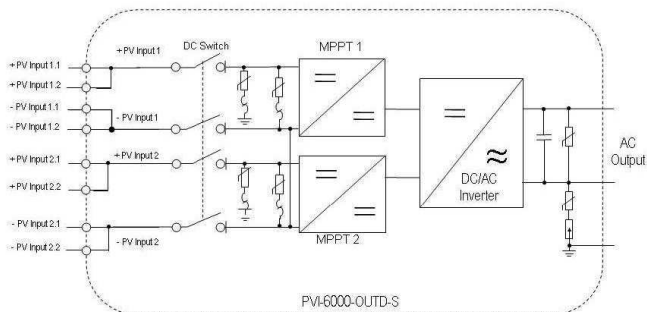 DC Switch
MPPT 1
+PV Input 1
+PV Input 1.1
+PV Input 1.2
- PV Input 1.1
- PV Input 1.2
- PV Input 1
+PV Input 2.1
+PV Input 2
+PV Input 2.2
- PV Input 2.1
- PV Input 2.2
- PV Input 2
MPPT 2
DC/AC
Inverter
AC
Output
PVI-6000-OUTD-S